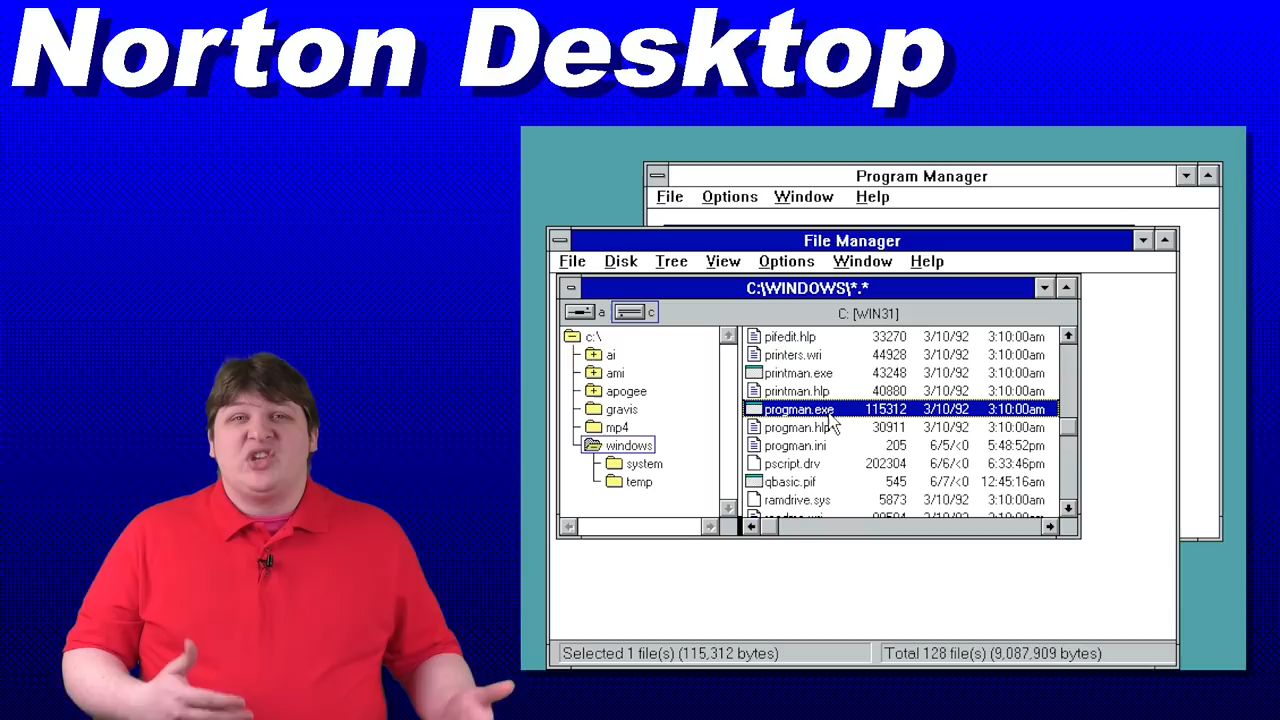 Norton Desktop
Program Manager
File Options Window Help
File Manager
File Disk Tree View Options Window Help
C:\WINDOWS\*.*
a c C: [WIN31]
c:\
ai
ami
apogee
gravis
mp4
windows
system
temp
pifedit.hlp 33270 3/10/92 3:10:00am
printers.wri 44928 3/10/92 3:10:00am
printman.exe 43248 3/10/92 3:10:00am
printman.hlp 40880 3/10/92 3:10:00am
progman.exe 115312 3/10/92 3:10:00am
progman.hlp 30911 3/10/92 3:10:00am
progman.ini 205 6/5/<0 5:48:52pm
pscript.drv 202304 6/6/<0 6:33:46pm
qbasic.pif 545 6/7/<0 12:45:16am
ramdrive.sys 5873 3/10/92 3:10:00am
Selected 1 file(s) (115,312 bytes) Total 128 file(s) (9,087,909 bytes)